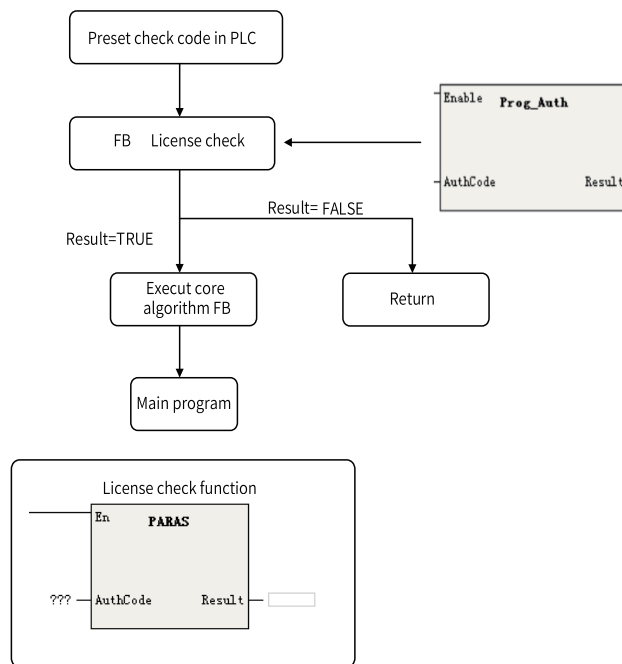 Preset check code in PLC
Enable Prog_Auth
FB License check
AuthCode Result
Result= FALSE
Result=TRUE
Execut core
algorithm FB
Return
Main program
License check function
En PARAS
??? AuthCode Result